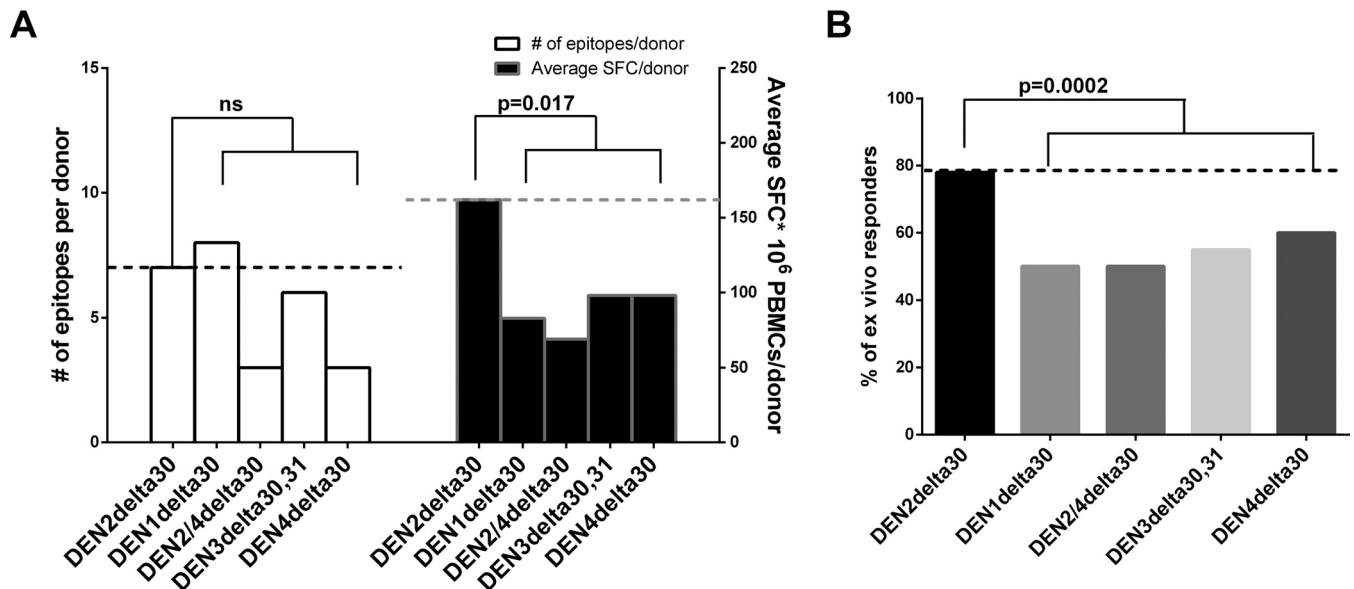 A
# of epitopes/donor
Average SFC/donor
15
10
5
0
# of epitopes per donor
ns
p=0.017
250
200
150
100
50
0
Average SFC* 10⁶ PBMCs/donor
DEN2delta30
DEN1delta30
DEN2/4delta30
DEN3delta30,31
DEN4delta30
DEN2delta30
DEN1delta30
DEN2/4delta30
DEN3delta30,31
DEN4delta30
B
p=0.0002
100
80
60
40
20
0
% of ex vivo responders
DEN2delta30
DEN1delta30
DEN2/4delta30
DEN3delta30,31
DEN4delta30